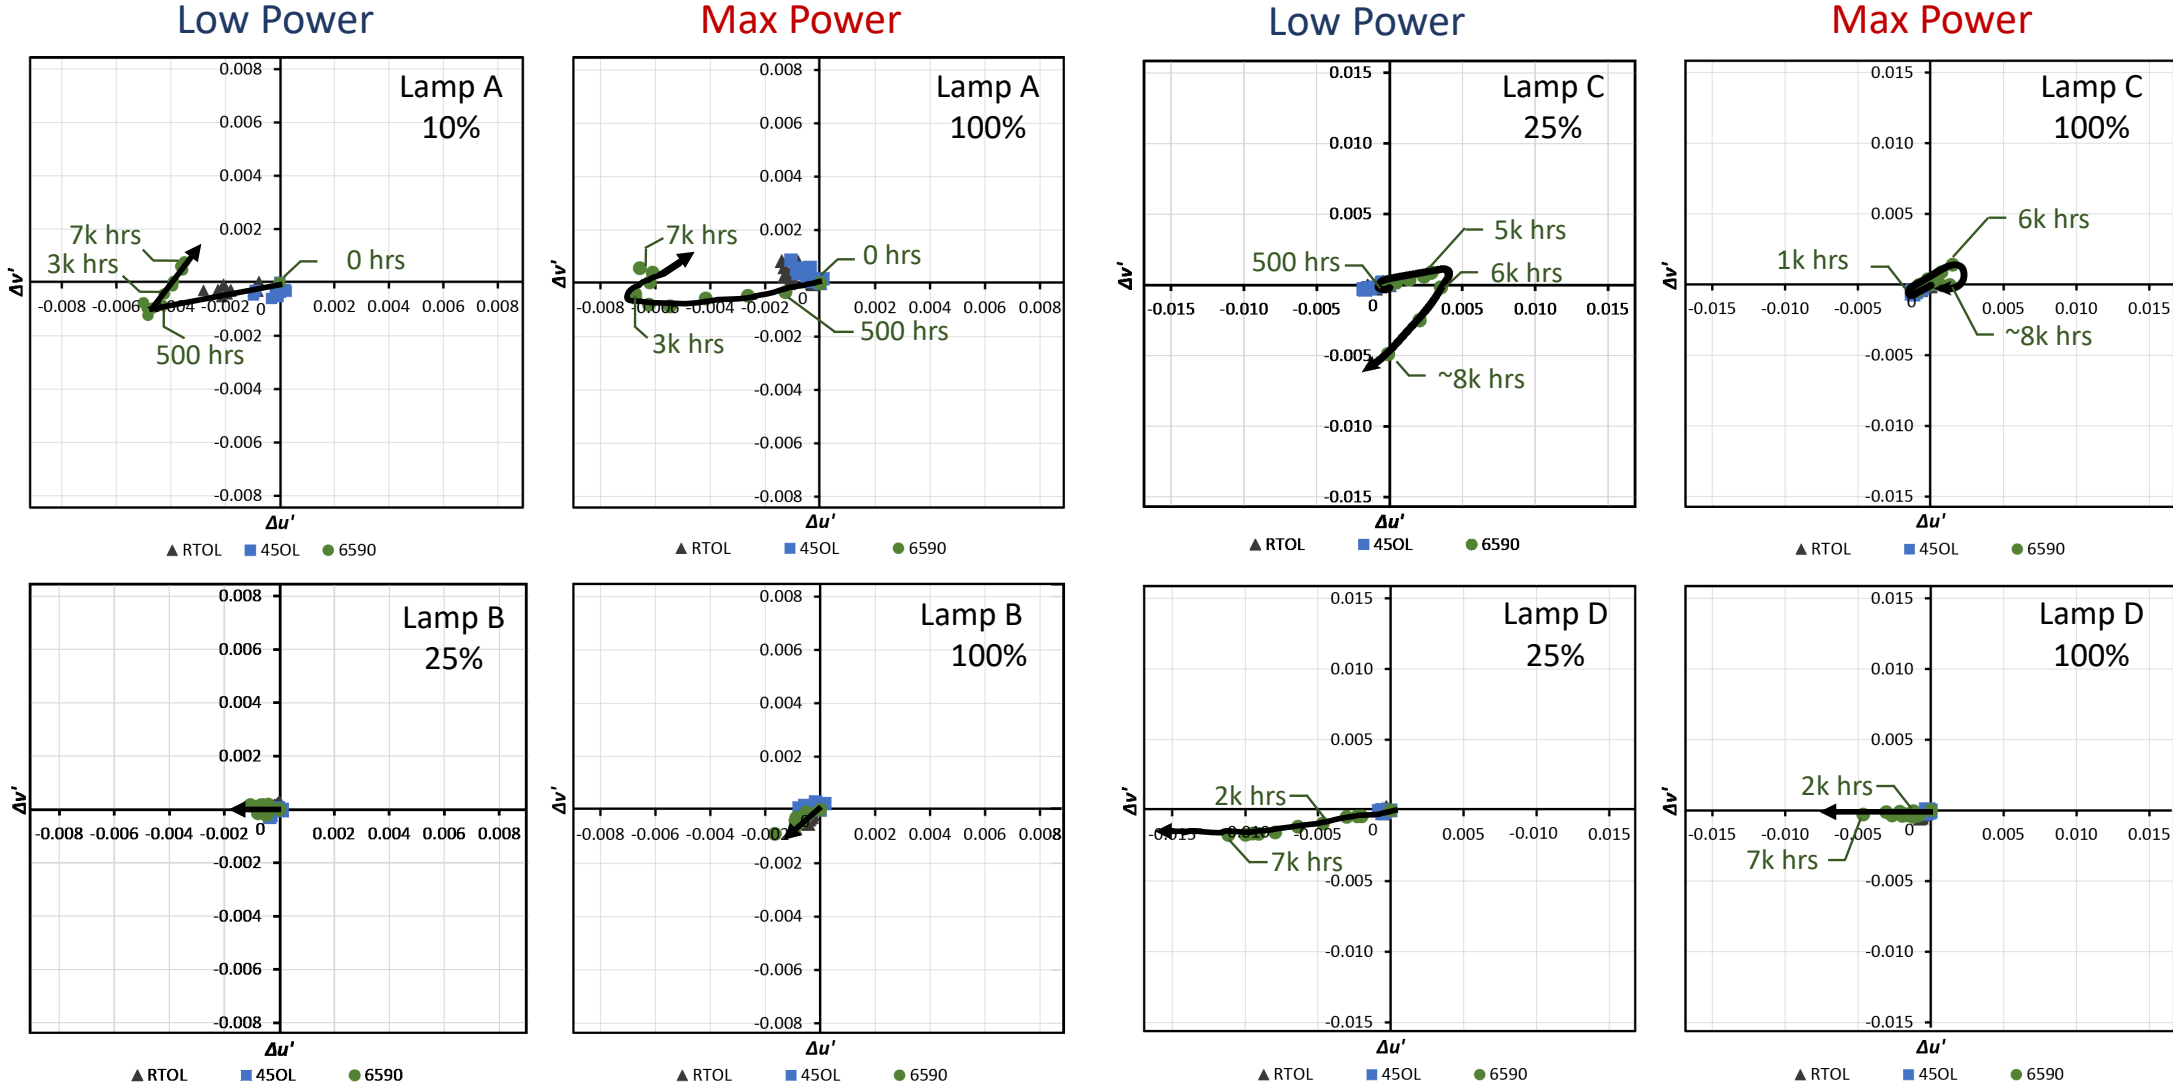 Low Power
Max Power
Low Power
Max Power
Lamp A
10%
0.008
0.006
0.004
0.002
-0.002
-0.004
-0.006
-0.008
-0.008 -0.006 -0.004 -0.002 0 0.002 0.004 0.006 0.008
7k hrs
3k hrs
0 hrs
500 hrs
Δv'
Δu'
RTOL 45OL 6590
Lamp A
100%
0.008
0.006
0.004
0.002
-0.002
-0.004
-0.006
-0.008
-0.008 -0.006 -0.004 -0.002 0 0.002 0.004 0.006 0.008
7k hrs
0 hrs
500 hrs
3k hrs
Δv'
Δu'
RTOL 45OL 6590
Lamp C
25%
0.015
0.010
0.005
-0.005
-0.010
-0.015
-0.015 -0.010 -0.005 0 0.005 0.010 0.015
5k hrs
500 hrs
6k hrs
~8k hrs
Δv'
Δu'
RTOL 45OL 6590
Lamp C
100%
0.015
0.010
0.005
-0.005
-0.010
-0.015
-0.015 -0.010 -0.005 0 0.005 0.010 0.015
6k hrs
1k hrs
~8k hrs
Δv'
Δu'
RTOL 45OL 6590
Lamp B
25%
0.008
0.006
0.004
0.002
-0.002
-0.004
-0.006
-0.008
-0.008 -0.006 -0.004 -0.002 0 0.002 0.004 0.006 0.008
Δv'
Δu'
RTOL 45OL 6590
Lamp B
100%
0.008
0.006
0.004
0.002
-0.002
-0.004
-0.006
-0.008
-0.008 -0.006 -0.004 -0.002 0.002 0.004 0.006 0.008
Δv'
Δu'
RTOL 45OL 6590
Lamp D
25%
0.015
0.010
0.005
-0.005
-0.010
-0.015
-0.015 -0.010 -0.005 0 0.005 0.010 0.015
2k hrs
7k hrs
Δv'
Δu'
RTOL 45OL 6590
Lamp D
100%
0.015
0.010
0.005
-0.005
-0.010
-0.015
-0.015 -0.010 -0.005 0 0.005 0.010 0.015
2k hrs
7k hrs
Δv'
Δu'
RTOL 45OL 6590